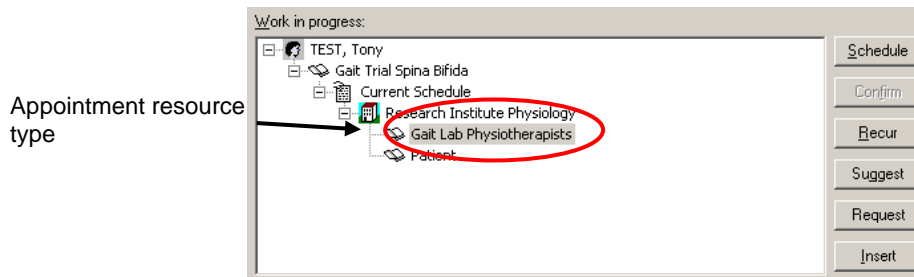 Work in progress:
TEST, Tony
Gait Trial Spina Bifida
Current Schedule
Research Institute Physiology
Gait Lab Physiotherapists
Patient
Appointment resource
type
Schedule
Confirm
Recur
Suggest
Request
Insert